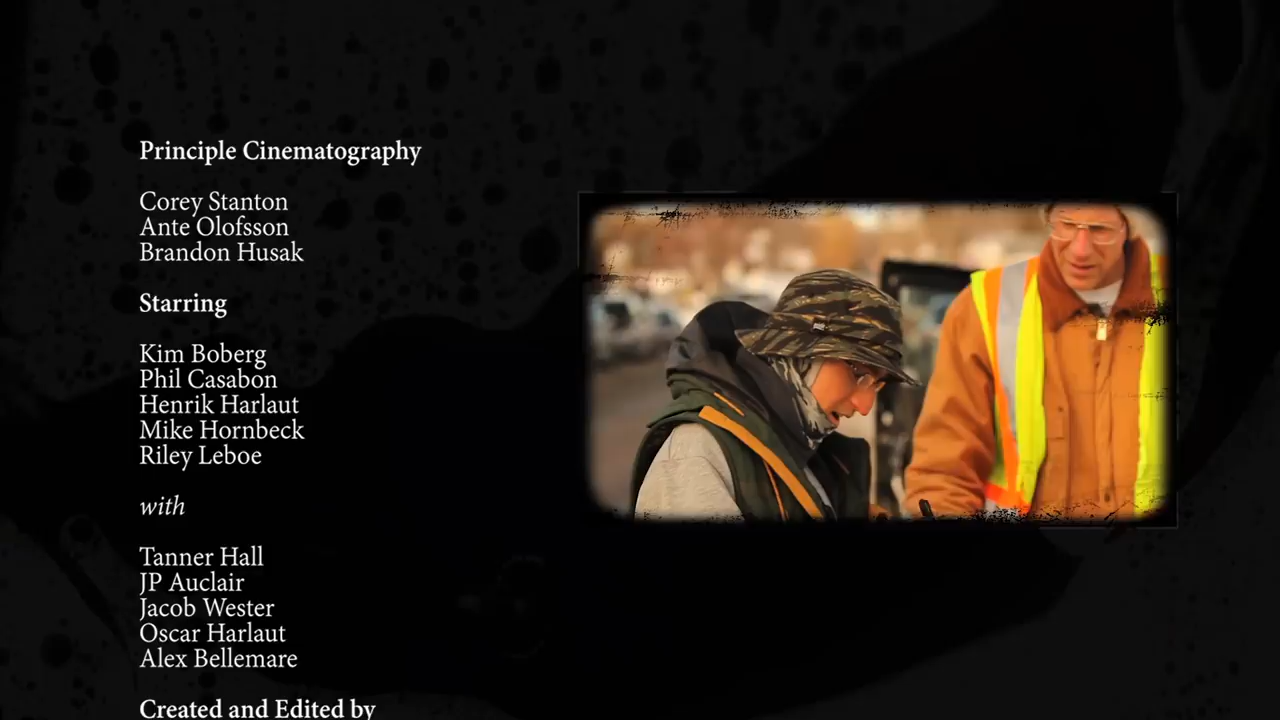 Principle Cinematography
Corey Stanton
Ante Olofsson
Brandon Husak
Starring
Kim Boberg
Phil Casabon
Henrik Harlaut
Mike Hornbeck
Riley Leboe
with
Tanner Hall
JP Auclair
Jacob Wester
Oscar Harlaut
Alex Bellemare
Created and Edited by